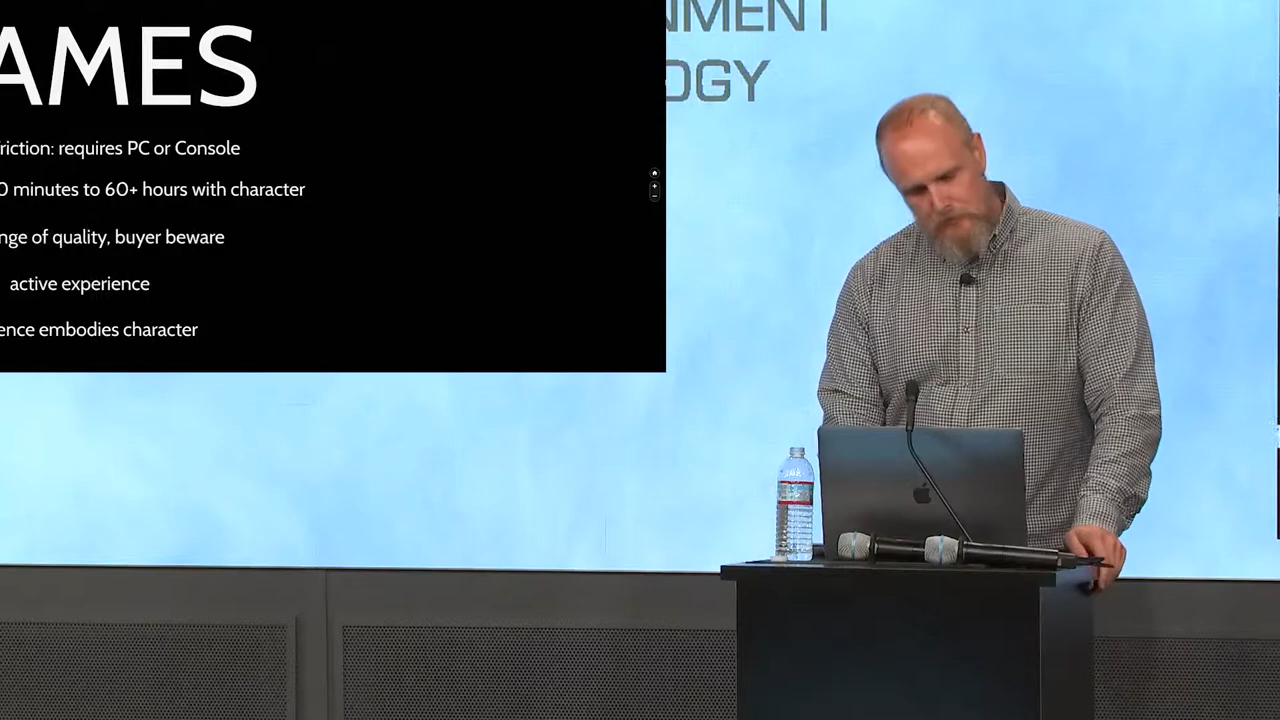 AMES
riction: requires PC or Console
0 minutes to 60+ hours with character
nge of quality, buyer beware
active experience
ence embodies character
NMENT
OGY